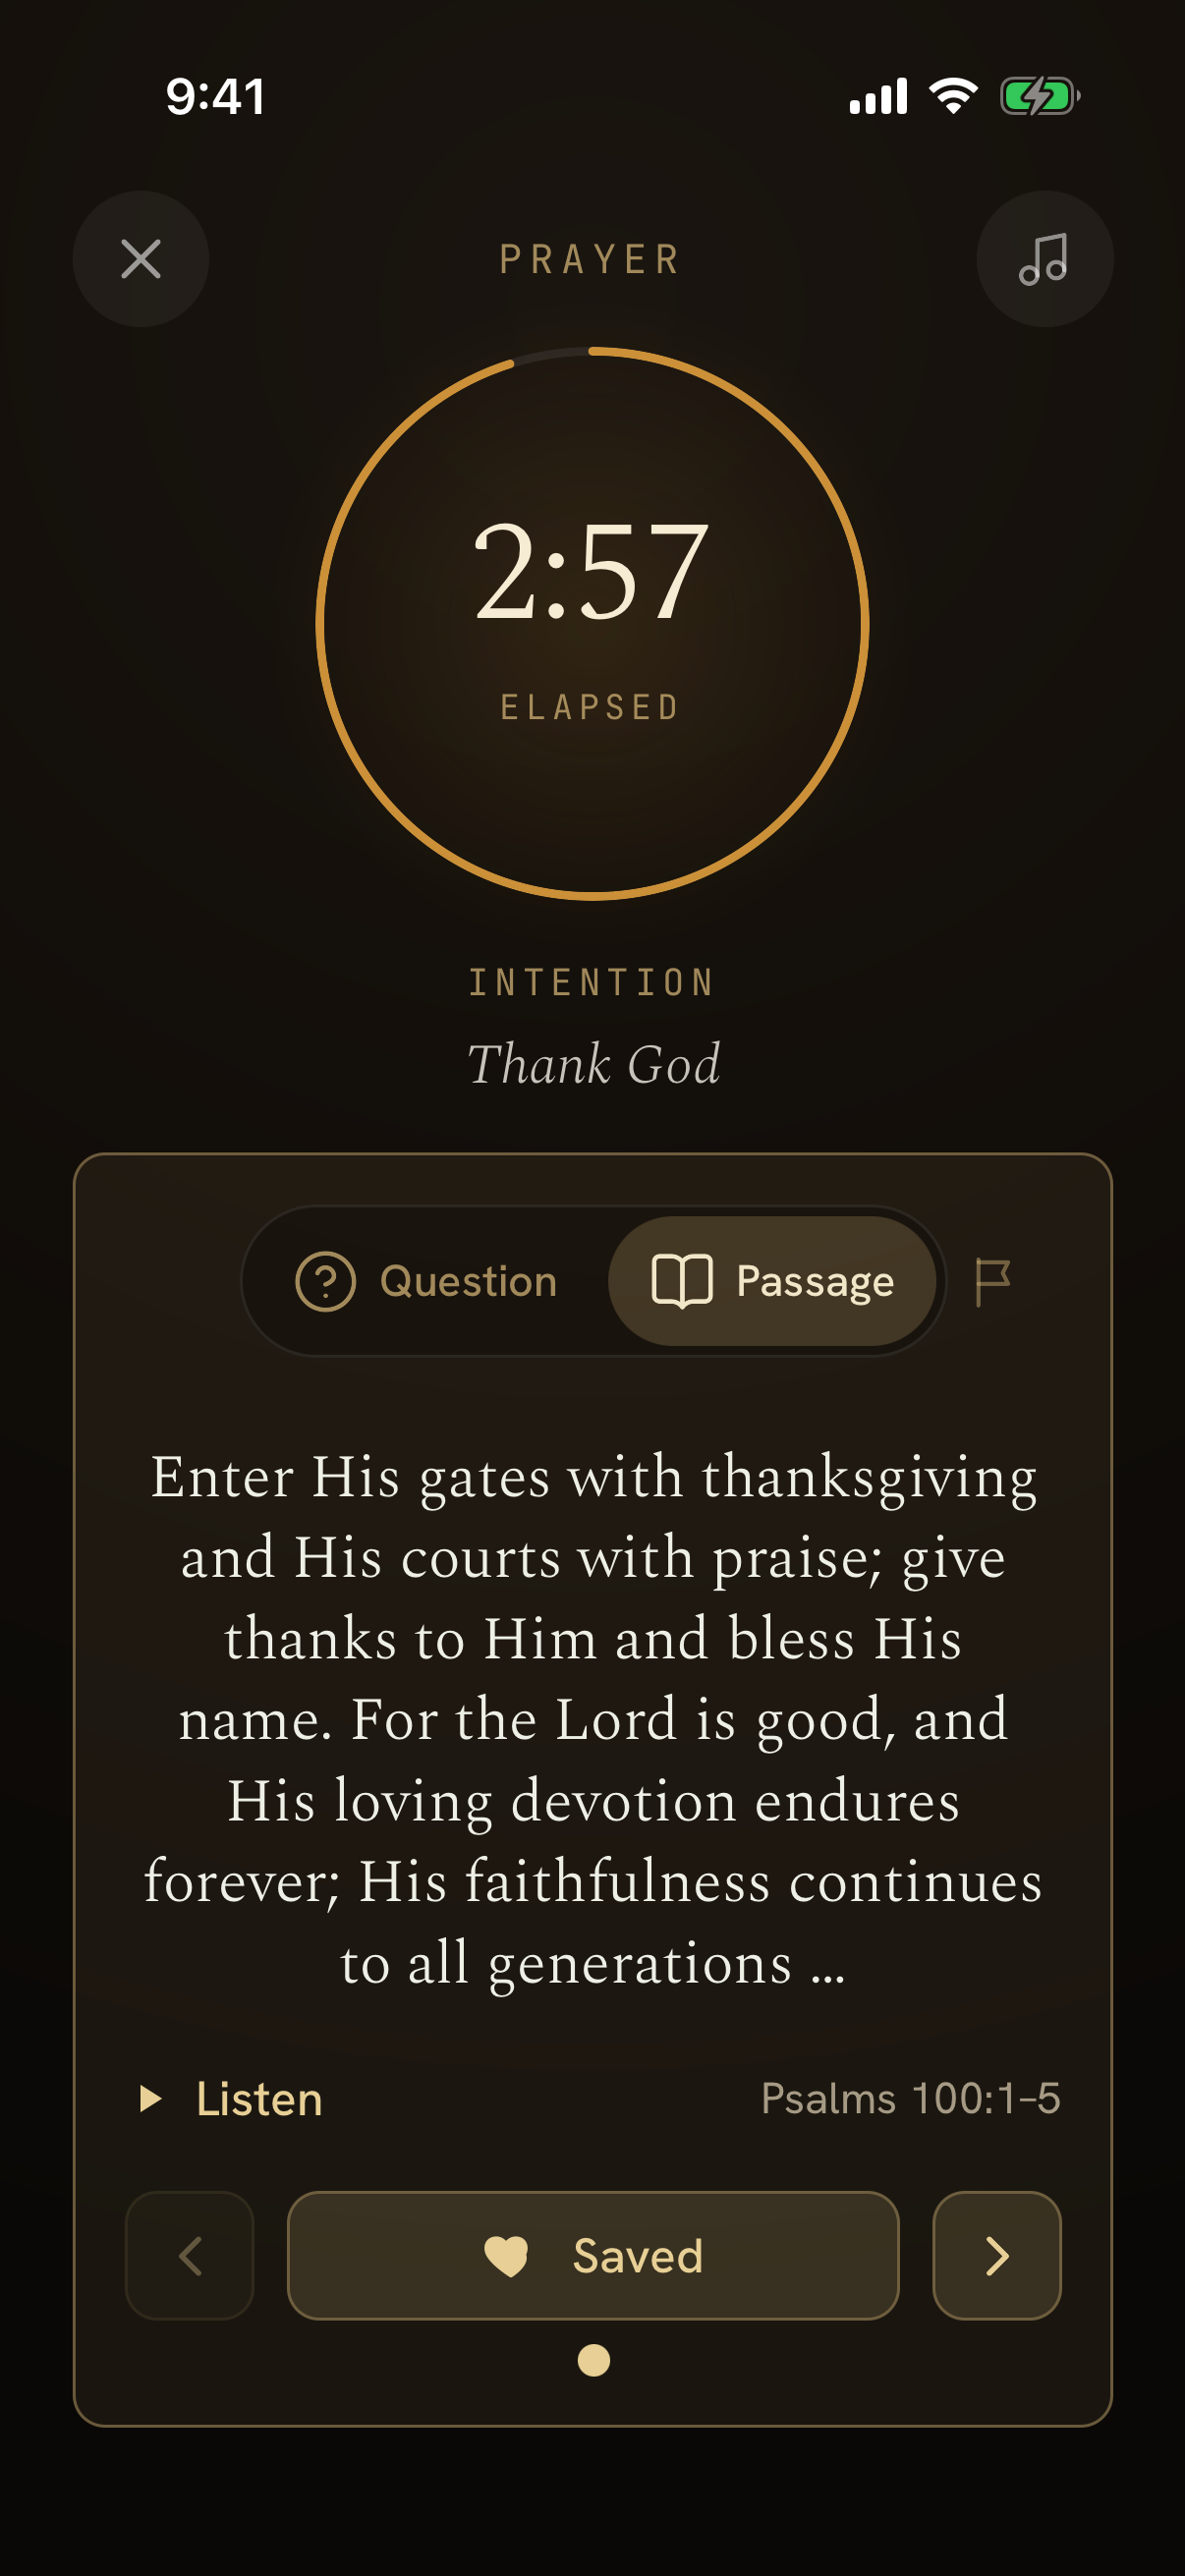 9:41
PRAYER
2:57
ELAPSED
INTENTION
Thank God
Question
Passage
Enter His gates with thanksgiving
and His courts with praise; give
thanks to Him and bless His
name. For the Lord is good, and
His loving devotion endures
forever; His faithfulness continues
to all generations ...
Listen
Psalms 100:1–5
Saved